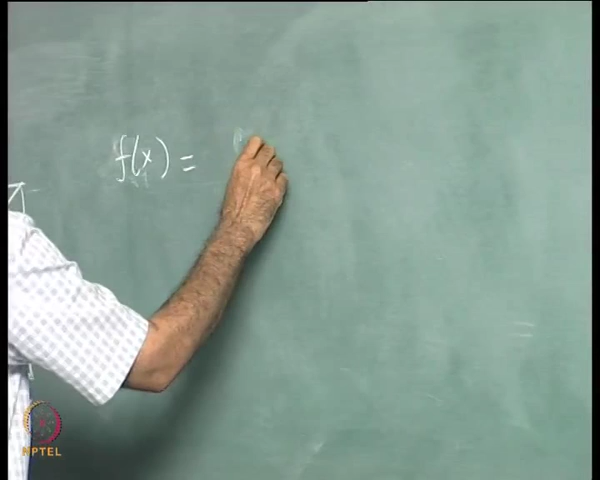 f(x) =
NPTEL